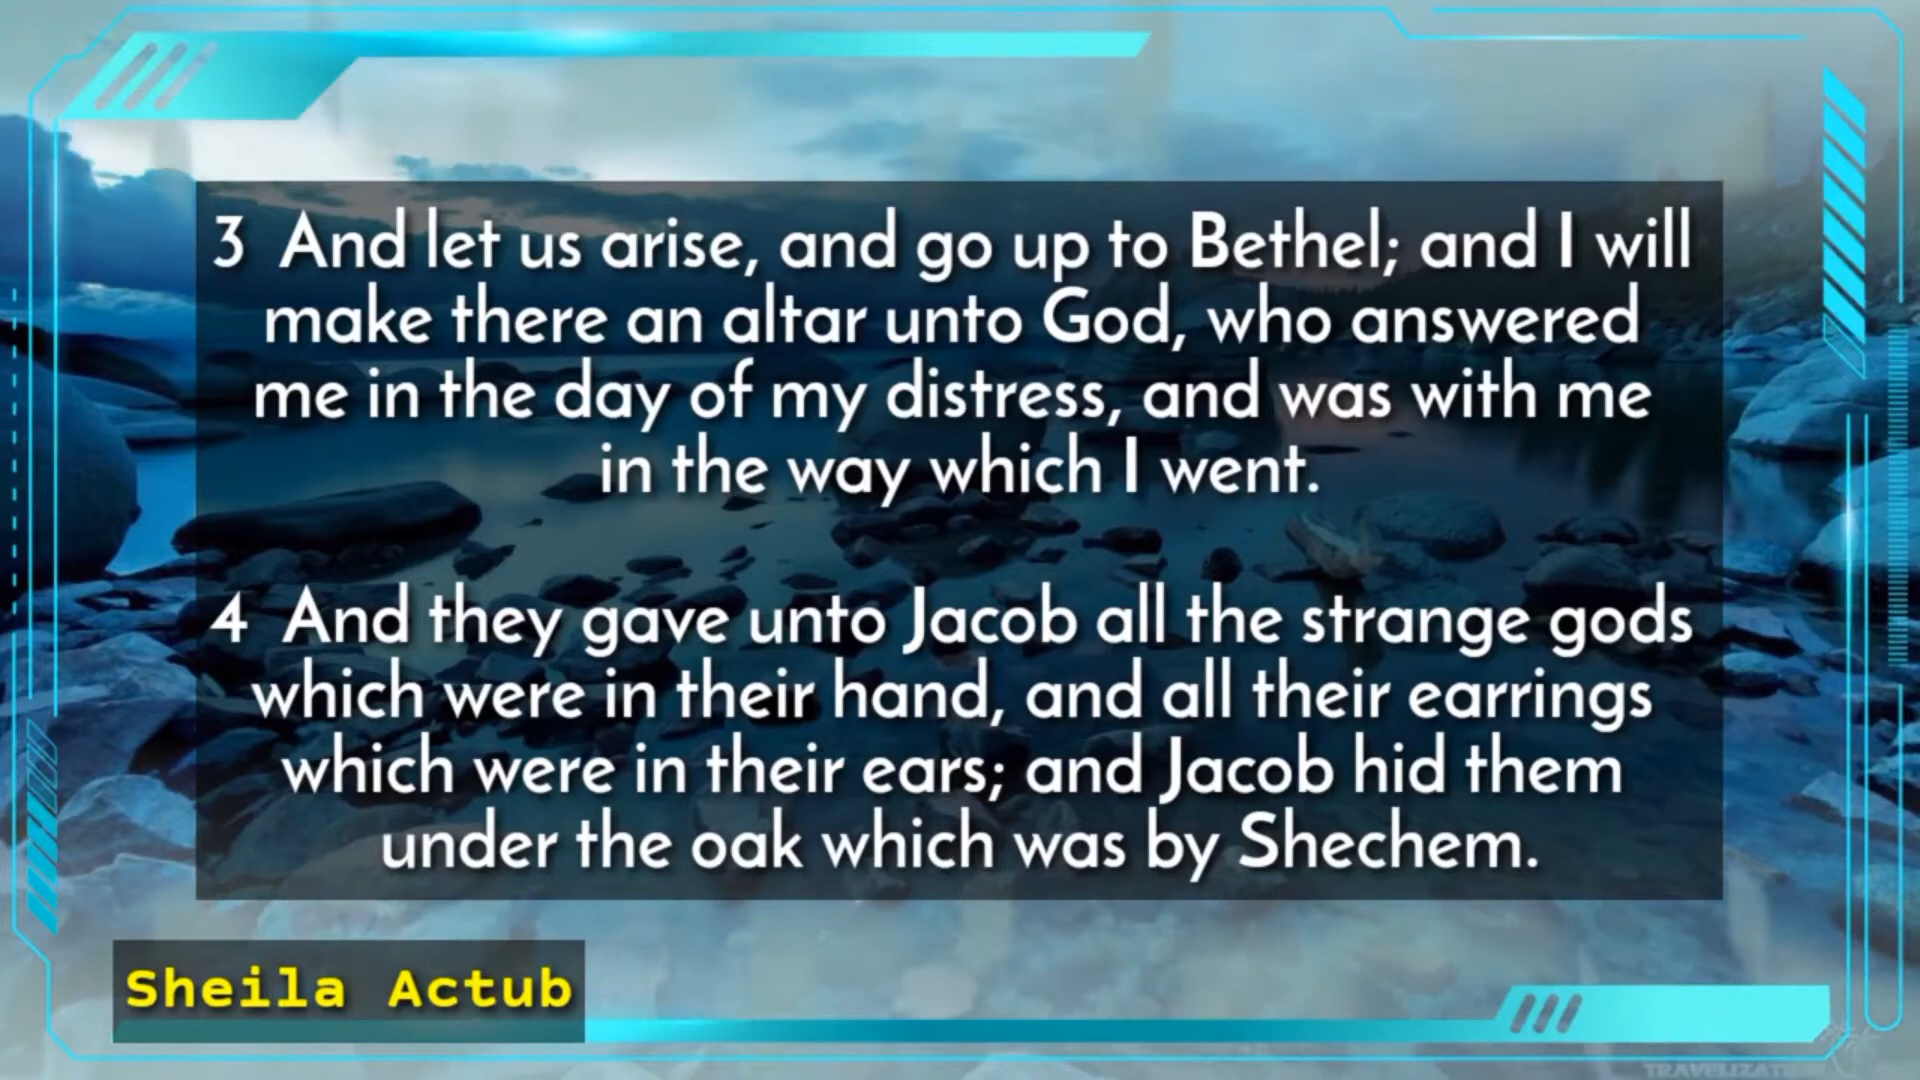 3 And let us arise, and go up to Bethel; and I will
make there an altar unto God, who answered
me in the day of my distress, and was with me
in the way which I went.
4 And they gave unto Jacob all the strange gods
which were in their hand, and all their earrings
which were in their ears; and Jacob hid them
under the oak which was by Shechem.
Sheila Actub